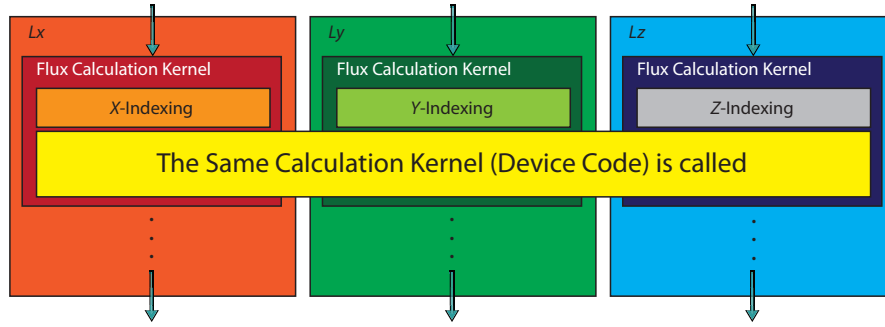 Lx
Ly
Lz
Flux Calculation Kernel
Flux Calculation Kernel
Flux Calculation Kernel
X-Indexing
Y-Indexing
Z-Indexing
The Same Calculation Kernel (Device Code) is called